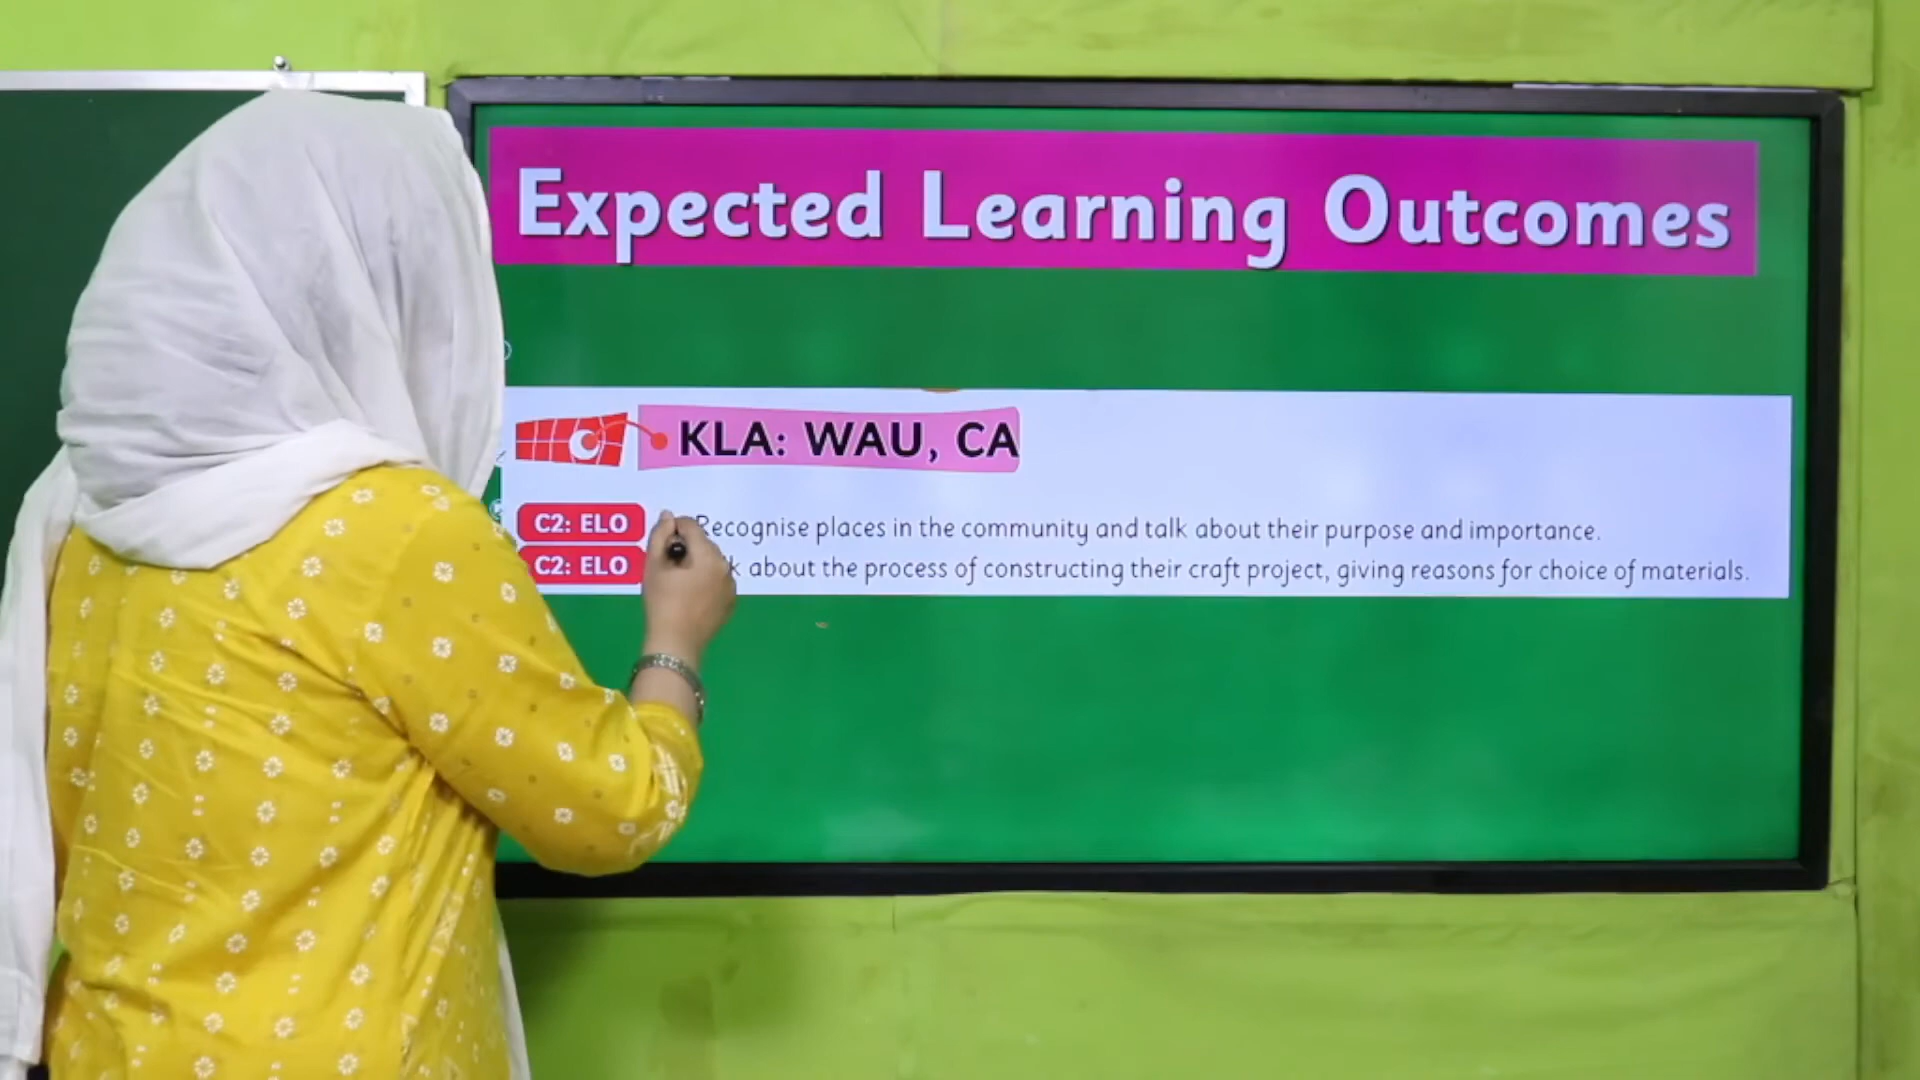 Expected Learning Outcomes
KLA: WAU, CA
C2: ELO Recognise places in the community and talk about their purpose and importance.
C2: ELO about the process of constructing their craft project, giving reasons for choice of materials.